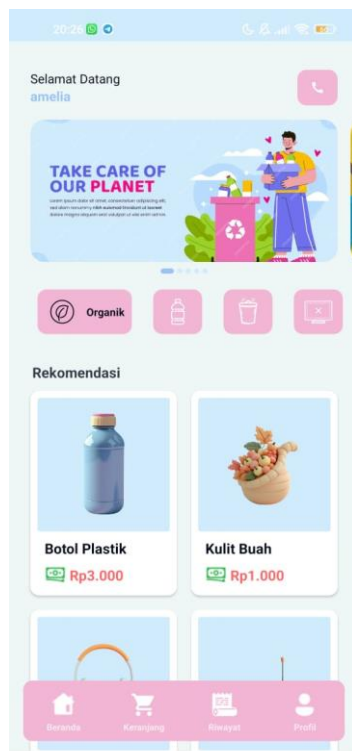 20:26
Selamat Datang
amelia
TAKE CARE OF
OUR PLANET
Organik
Rekomendasi
Botol Plastik
Kulit Buah
Rp3.000
Rp1.000
Beranda
Keranjang
Riwayat
Profil